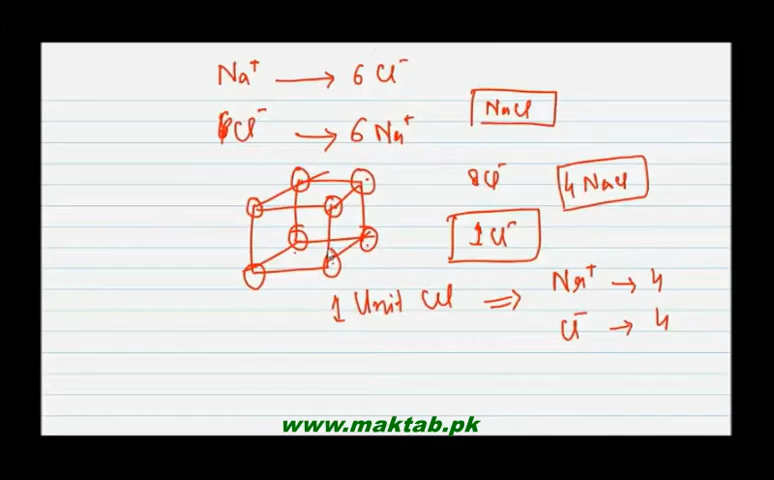 Na⁺ → 6 Cl⁻
Cl⁻ → 6 Na⁺
NaCl
8Cl⁻
4 NaCl
1 Cl⁻
1 Unit Cell ⇒ Na⁺ → 4
Cl⁻ → 4
www.maktab.pk